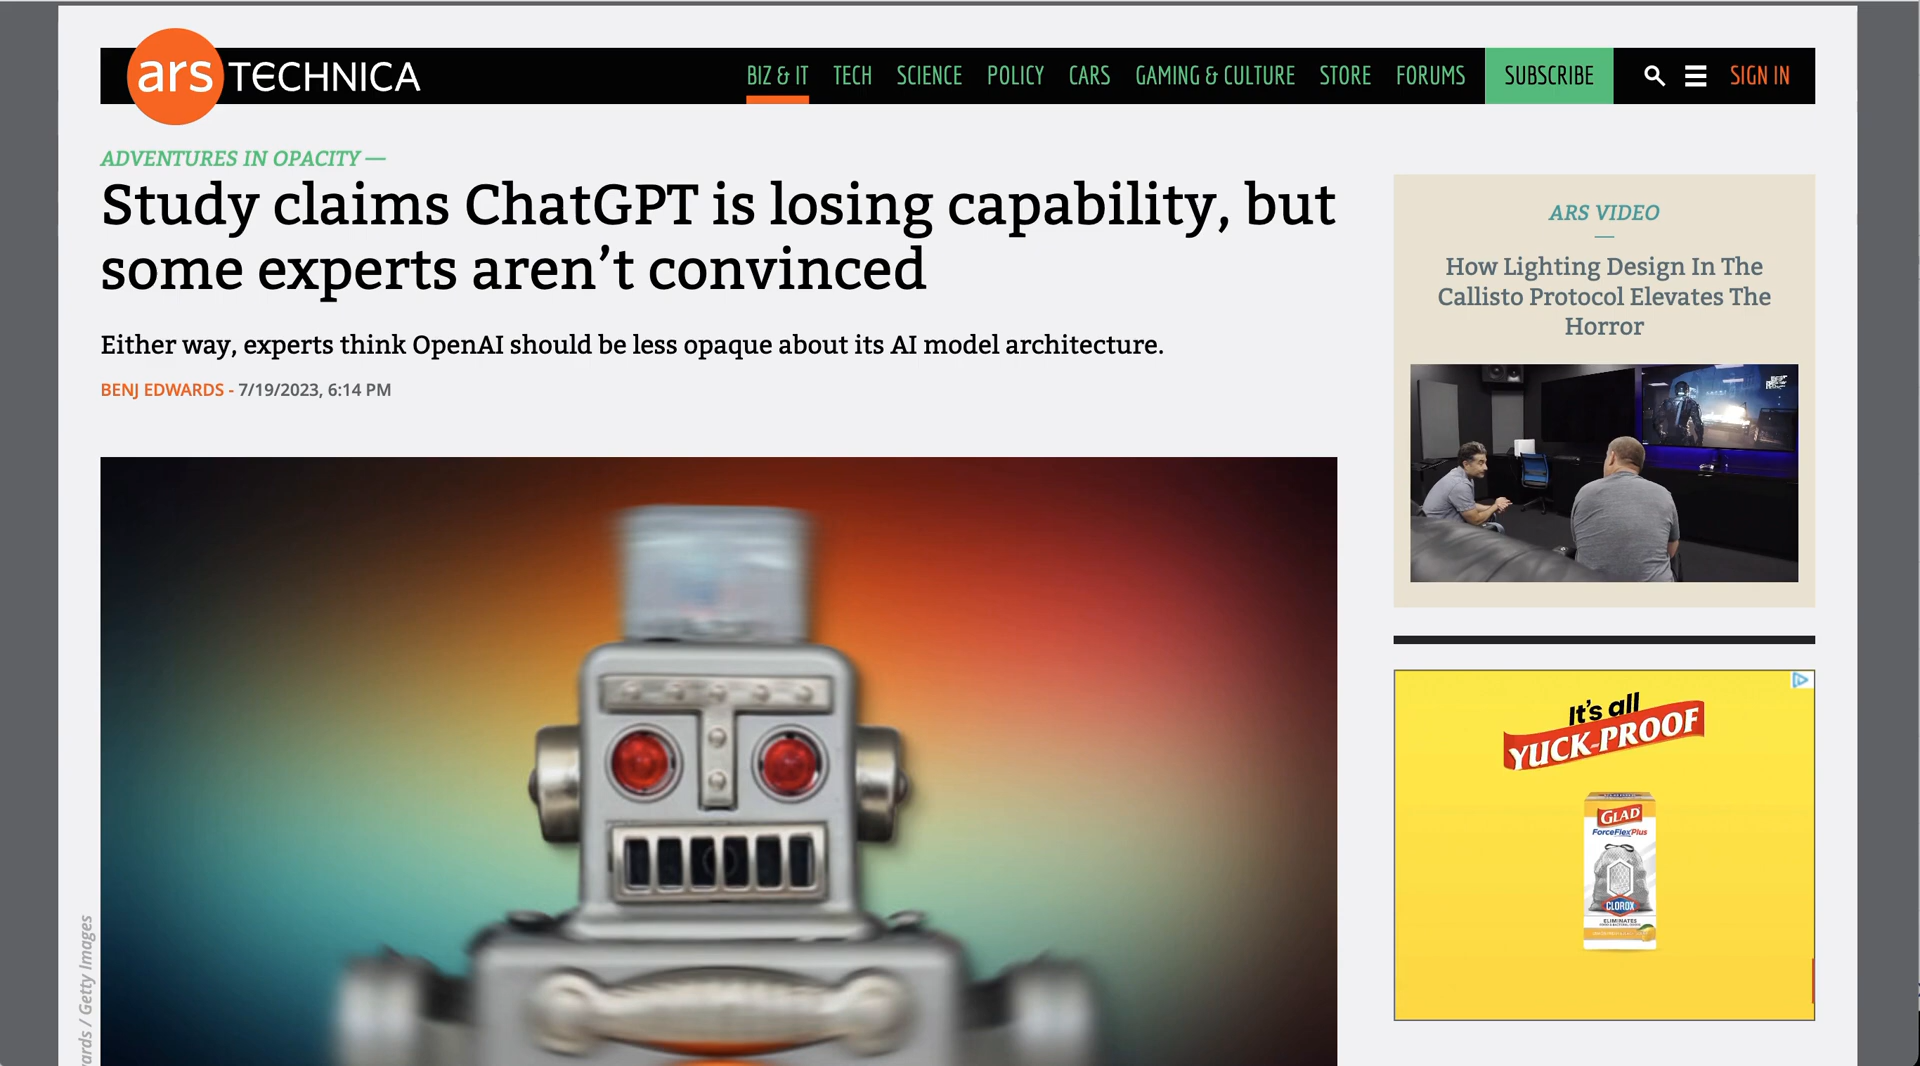 ars TECHNICA
BIZ & IT TECH SCIENCE POLICY CARS GAMING & CULTURE STORE FORUMS SUBSCRIBE SIGN IN
ADVENTURES IN OPACITY —
Study claims ChatGPT is losing capability, but
some experts aren’t convinced
Either way, experts think OpenAI should be less opaque about its AI model architecture.
BENJ EDWARDS - 7/19/2023, 6:14 PM
ards / Getty Images
ARS VIDEO
How Lighting Design In The
Callisto Protocol Elevates The
Horror
It's all
YUCK-PROOF
GLAD
ForceFlex Plus
CLOROX
ELIMINATES